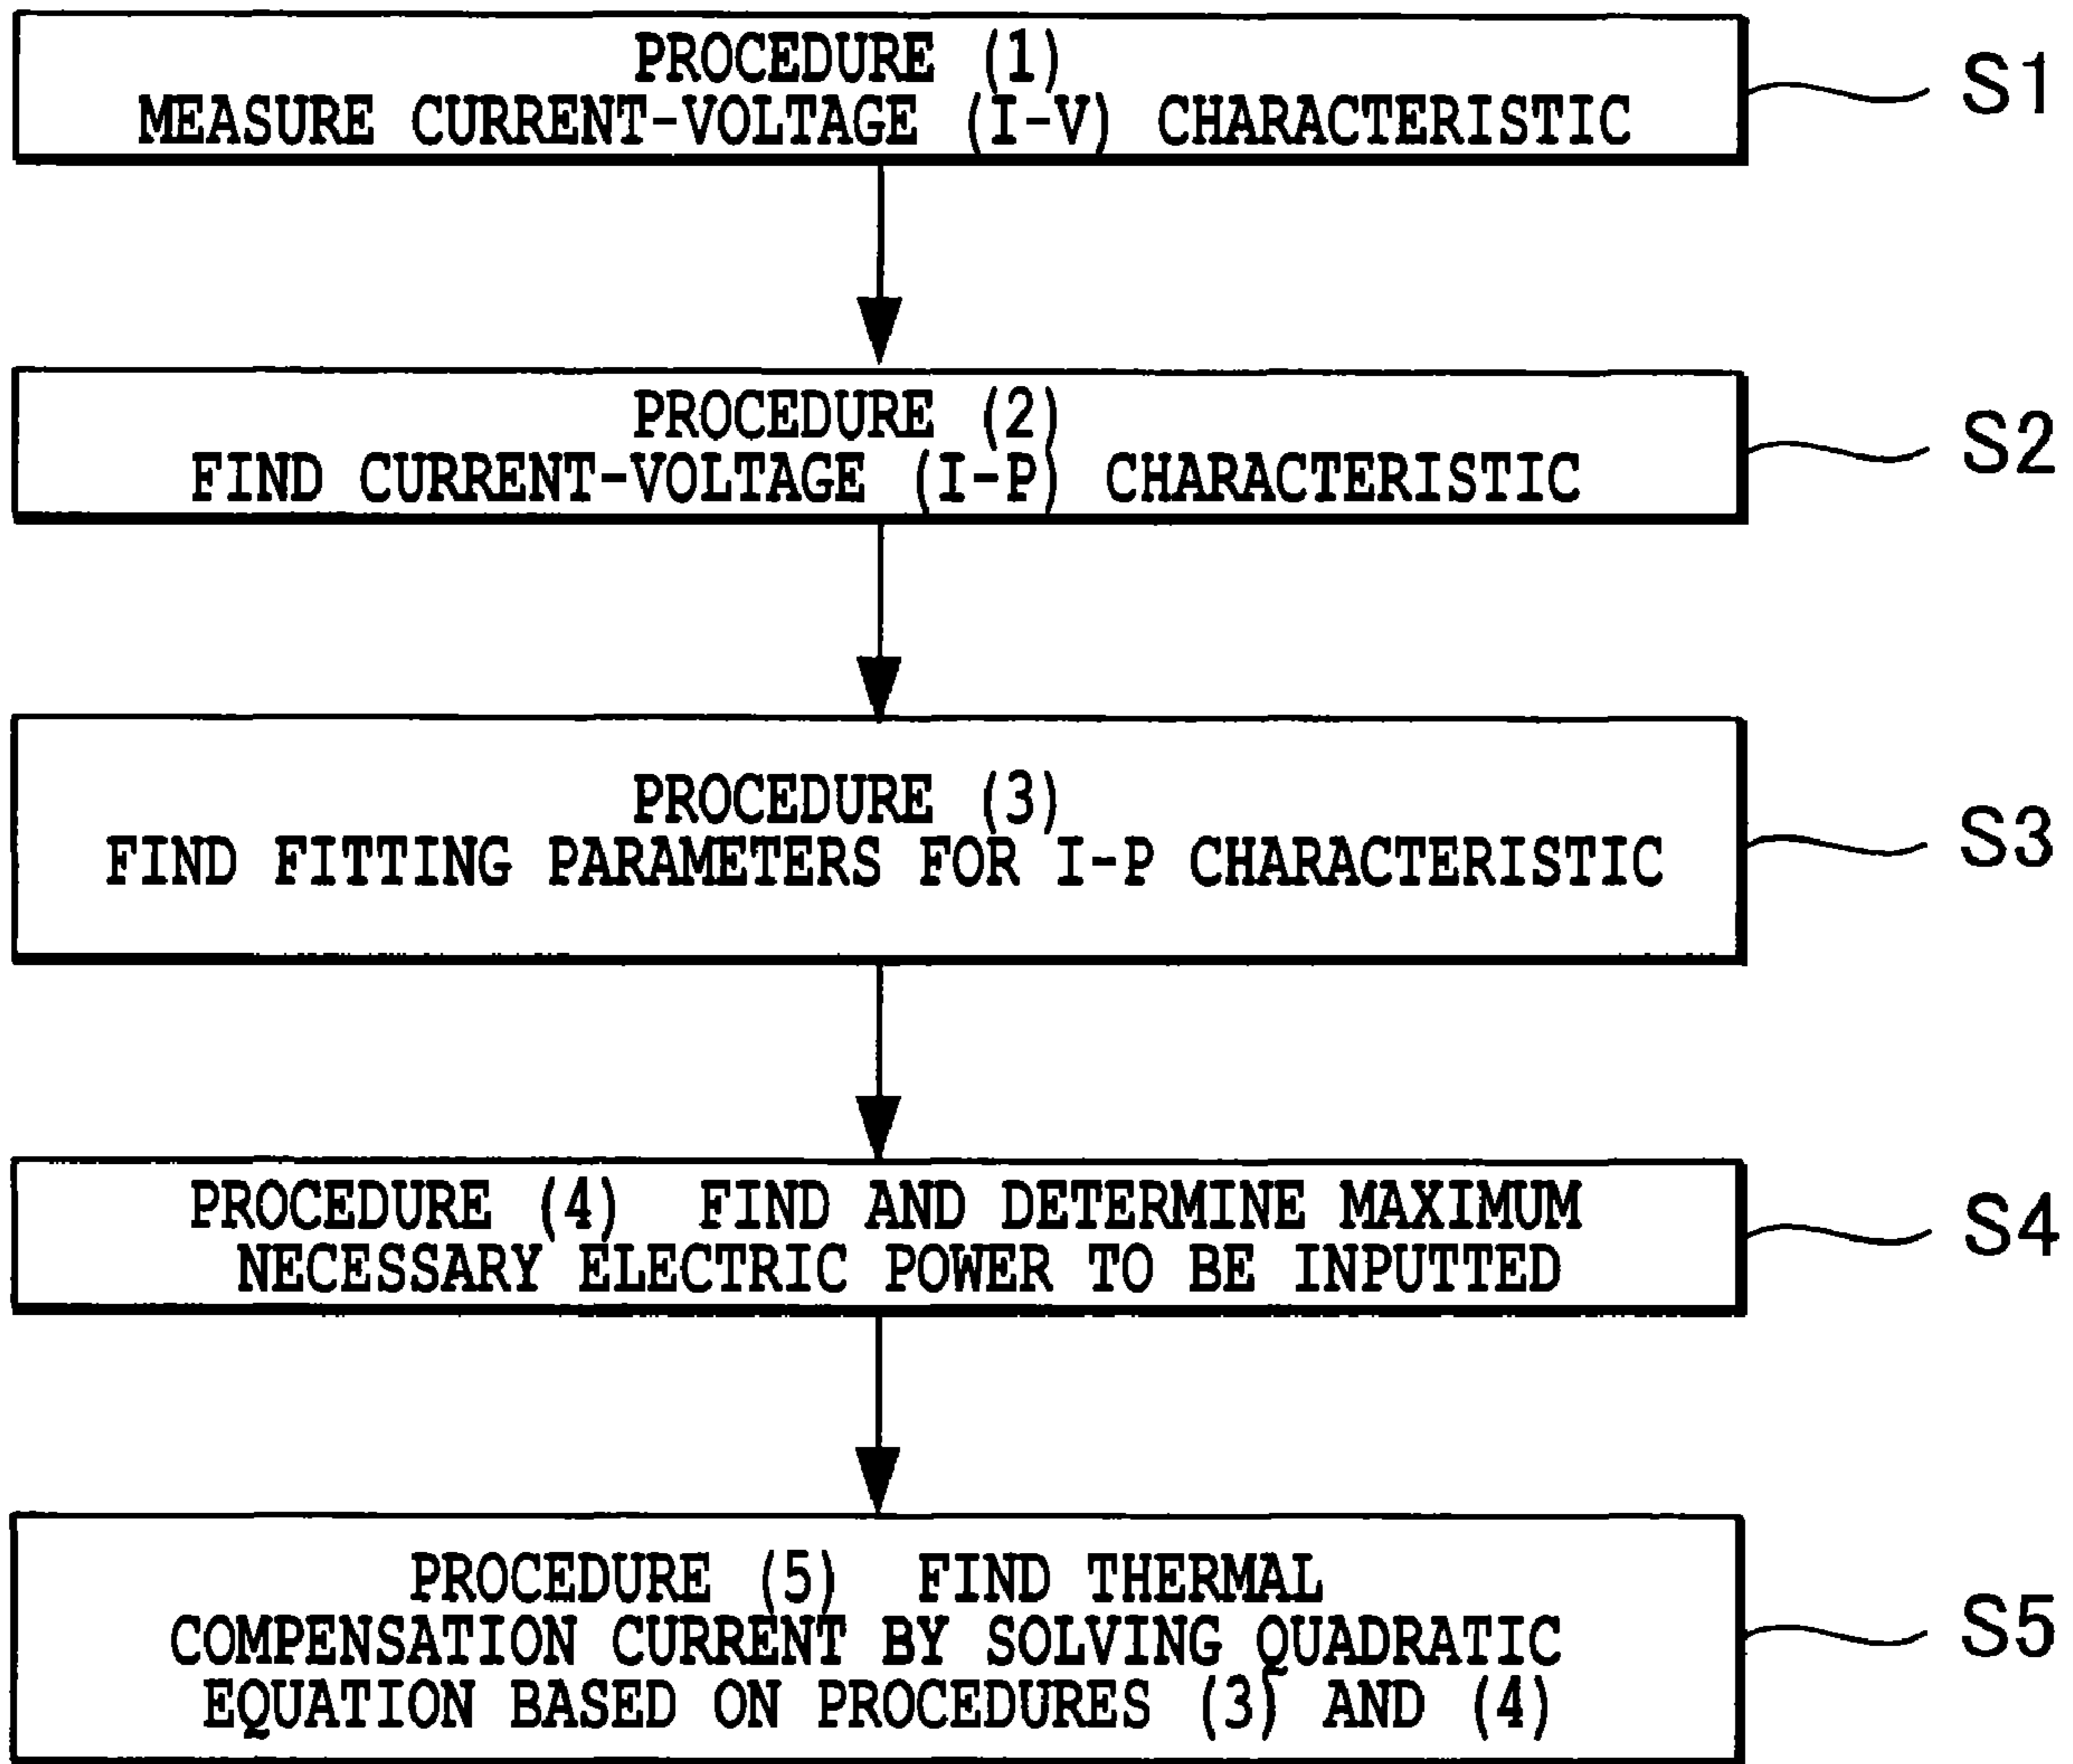 PROCEDURE (1)
MEASURE CURRENT-VOLTAGE (I-V) CHARACTERISTIC
S1
PROCEDURE (2)
FIND CURRENT-VOLTAGE (I-P) CHARACTERISTIC
S2
PROCEDURE (3)
FIND FITTING PARAMETERS FOR I-P CHARACTERISTIC
S3
PROCEDURE (4) FIND AND DETERMINE MAXIMUM
NECESSARY ELECTRIC POWER TO BE INPUTTED
S4
PROCEDURE (5) FIND THERMAL
COMPENSATION CURRENT BY SOLVING QUADRATIC
EQUATION BASED ON PROCEDURES (3) AND (4)
S5